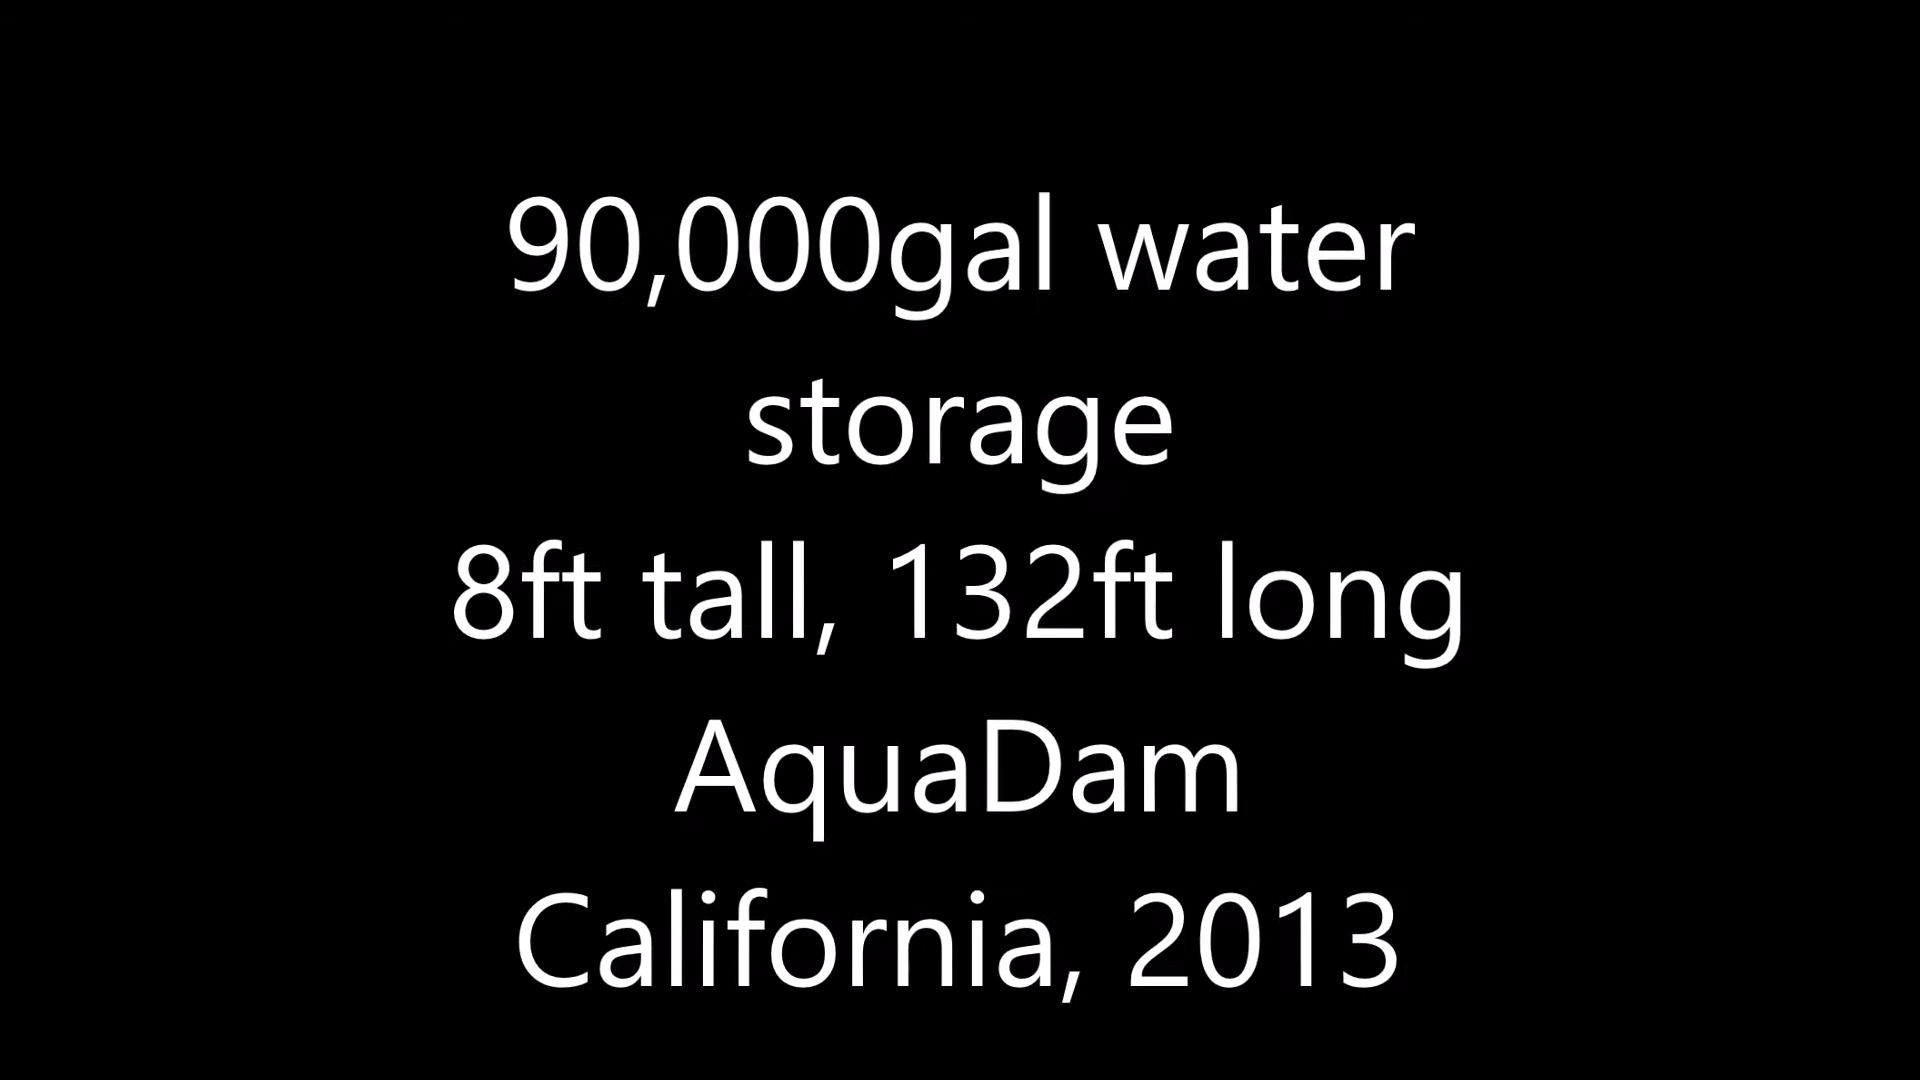 90,000gal water
storage
8ft tall, 132ft long
AquaDam
California, 2013